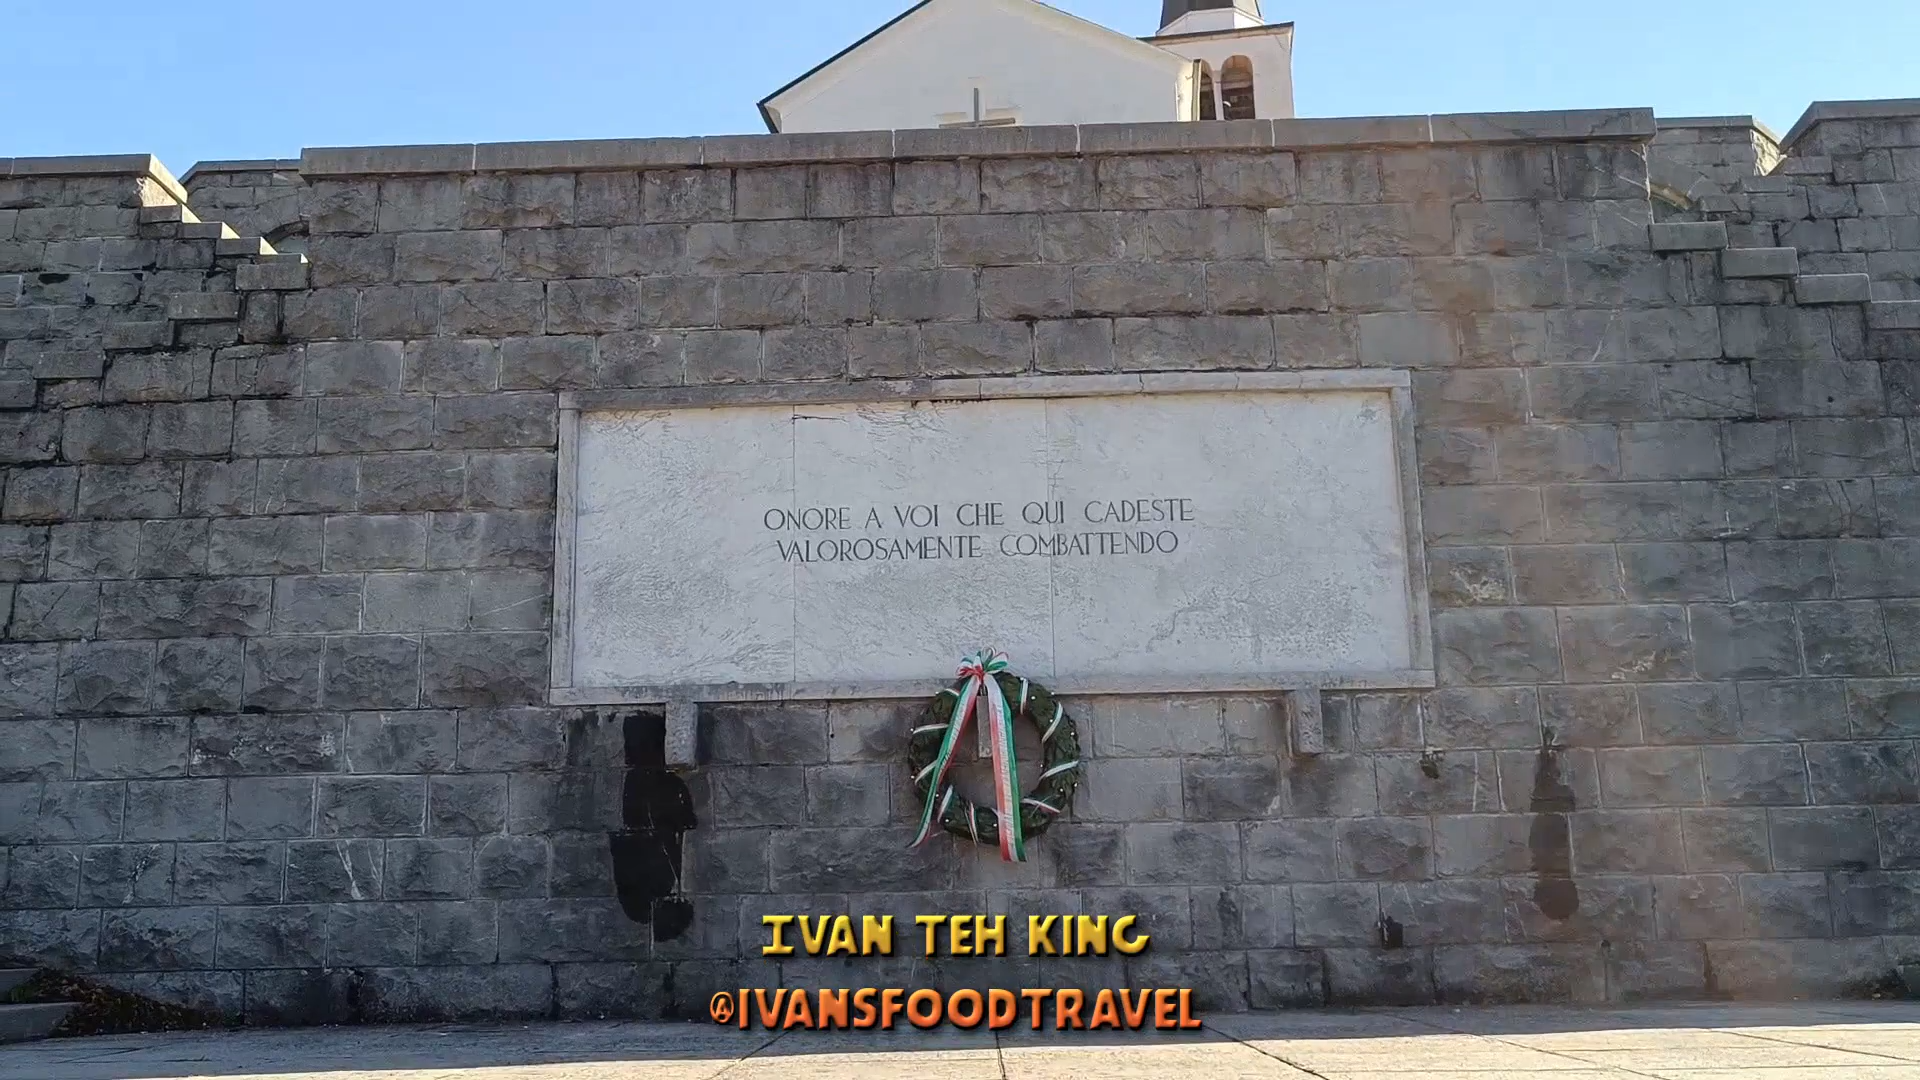 ONORE A VOI CHE QUI CADESTE
VALOROSAMENTE COMBATTENDO
IVAN TEH KING
@IVANSFOODTRAVEL